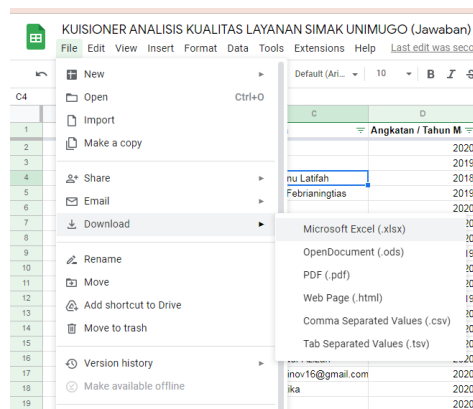 KUISIONER ANALISIS KUALITAS LAYANAN SIMAK UNIMUGO (Jawaban)
File Edit View Insert Format Data Tools Extensions Help Last edit was seco
Default (Ari... 10 B I S
C4
New
Open Ctrl+O
Import
Make a copy
Share
Email
Download
Rename
Move
Add shortcut to Drive
Move to trash
Version history
Make available offline
Microsoft Excel (.xlsx)
OpenDocument (.ods)
PDF (.pdf)
Web Page (.html)
Comma Separated Values (.csv)
Tab Separated Values (.tsv)
C D
1 Angkatan / Tahun M
2 2020
3 2019
4 nu Latifah 2018
5 Febrianingtias 2019
6 2020
7
8
9
10
11
12
13
14
15
16 2020
17 inov16@gmail.com 2020
18 ika 2020
2020